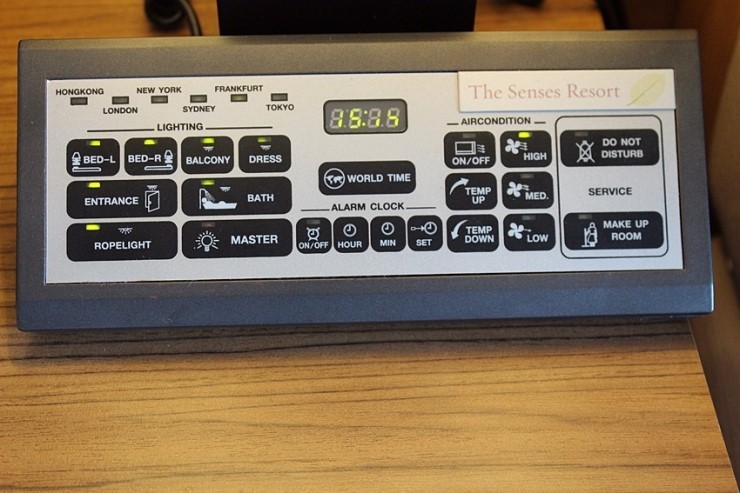 The Senses Resort
HONGKONG
LONDON
NEW YORK
SYDNEY
FRANKFURT
TOKYO
15:14
LIGHTING
BED-L
BED-R
BALCONY
DRESS
ENTRANCE
BATH
ROPELIGHT
MASTER
WORLD TIME
ALARM CLOCK
ON/OFF
HOUR
MIN
SET
AIRCONDITION
ON/OFF
HIGH
TEMP UP
MED.
TEMP DOWN
LOW
DO NOT
DISTURB
SERVICE
MAKE UP
ROOM